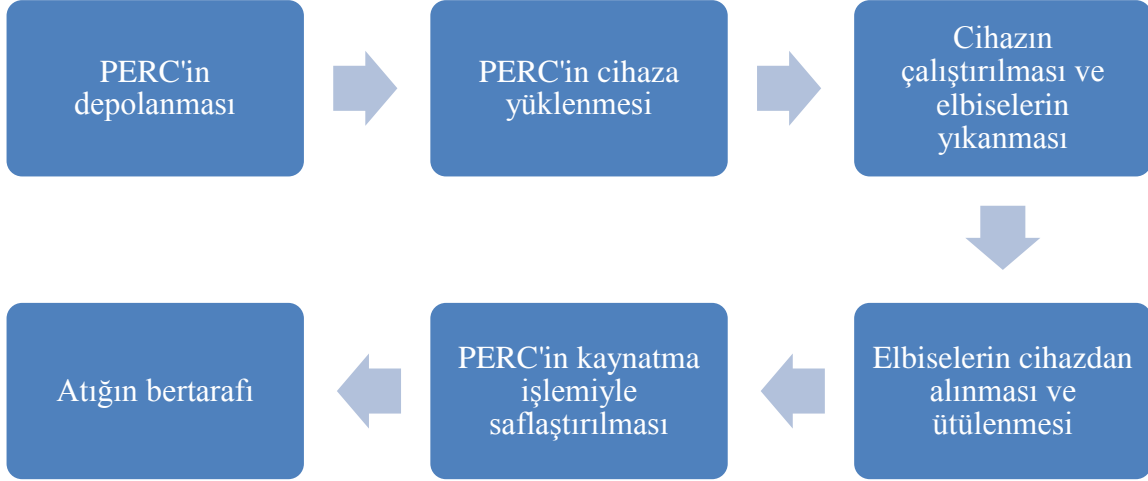 PERC'in
depolanması
PERC'in cihaza
yüklenmesi
Cihazın
çalıştırılması ve
elbiselerin
yıkanması
Elbiselerin cihazdan
alınması ve
ütülenmesi
PERC'in kaynatma
işlemiyle
saflaştırılması
Atığın bertarafı